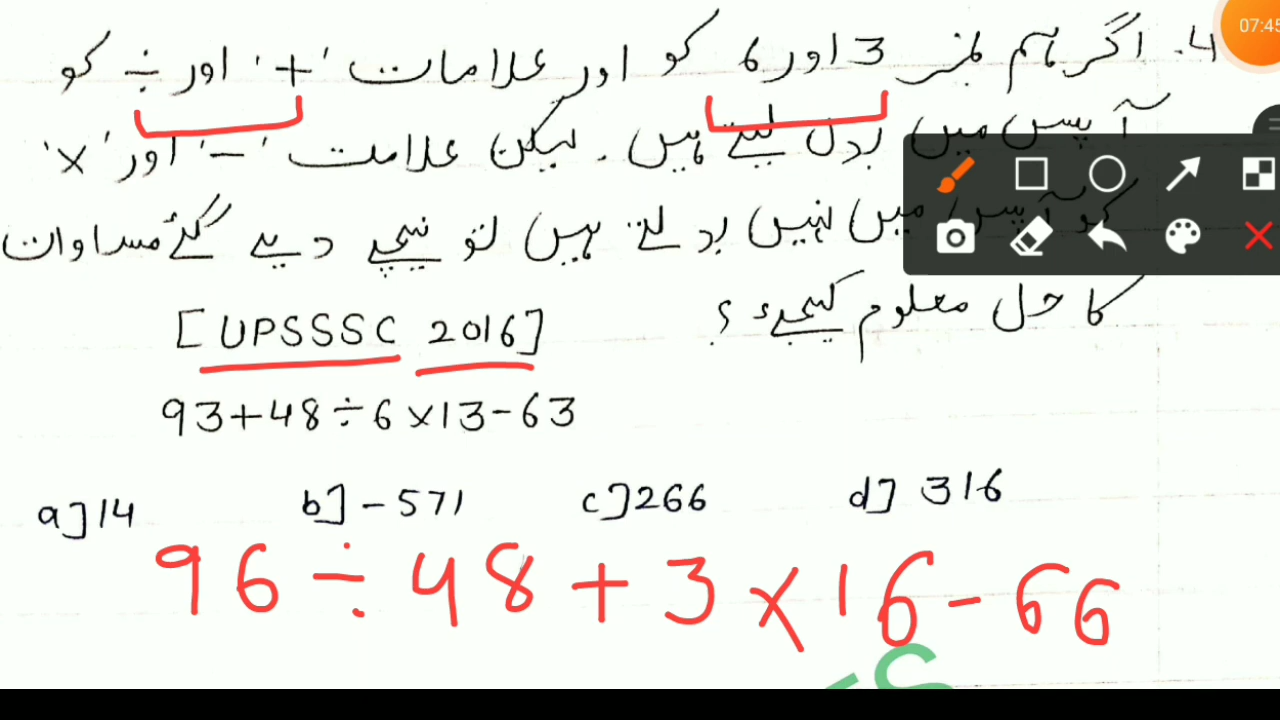 07:45
4. اگر ہم نمبر 3 اور 6 کو اور علامات '+' اور ÷ کو
آپس میں بدل لیتے ہیں۔ لیکن علامت '-' اور 'x'
کو آپس میں نہیں بدلتے ہیں تو نیچے دیے گئے مساوات
کا حل معلوم کیجیے؟
[UPSSSC 2016]
93+48÷6×13-63
a] 14 b] -571 c] 266 d] 316
96 ÷ 48 + 3 × 16 - 66